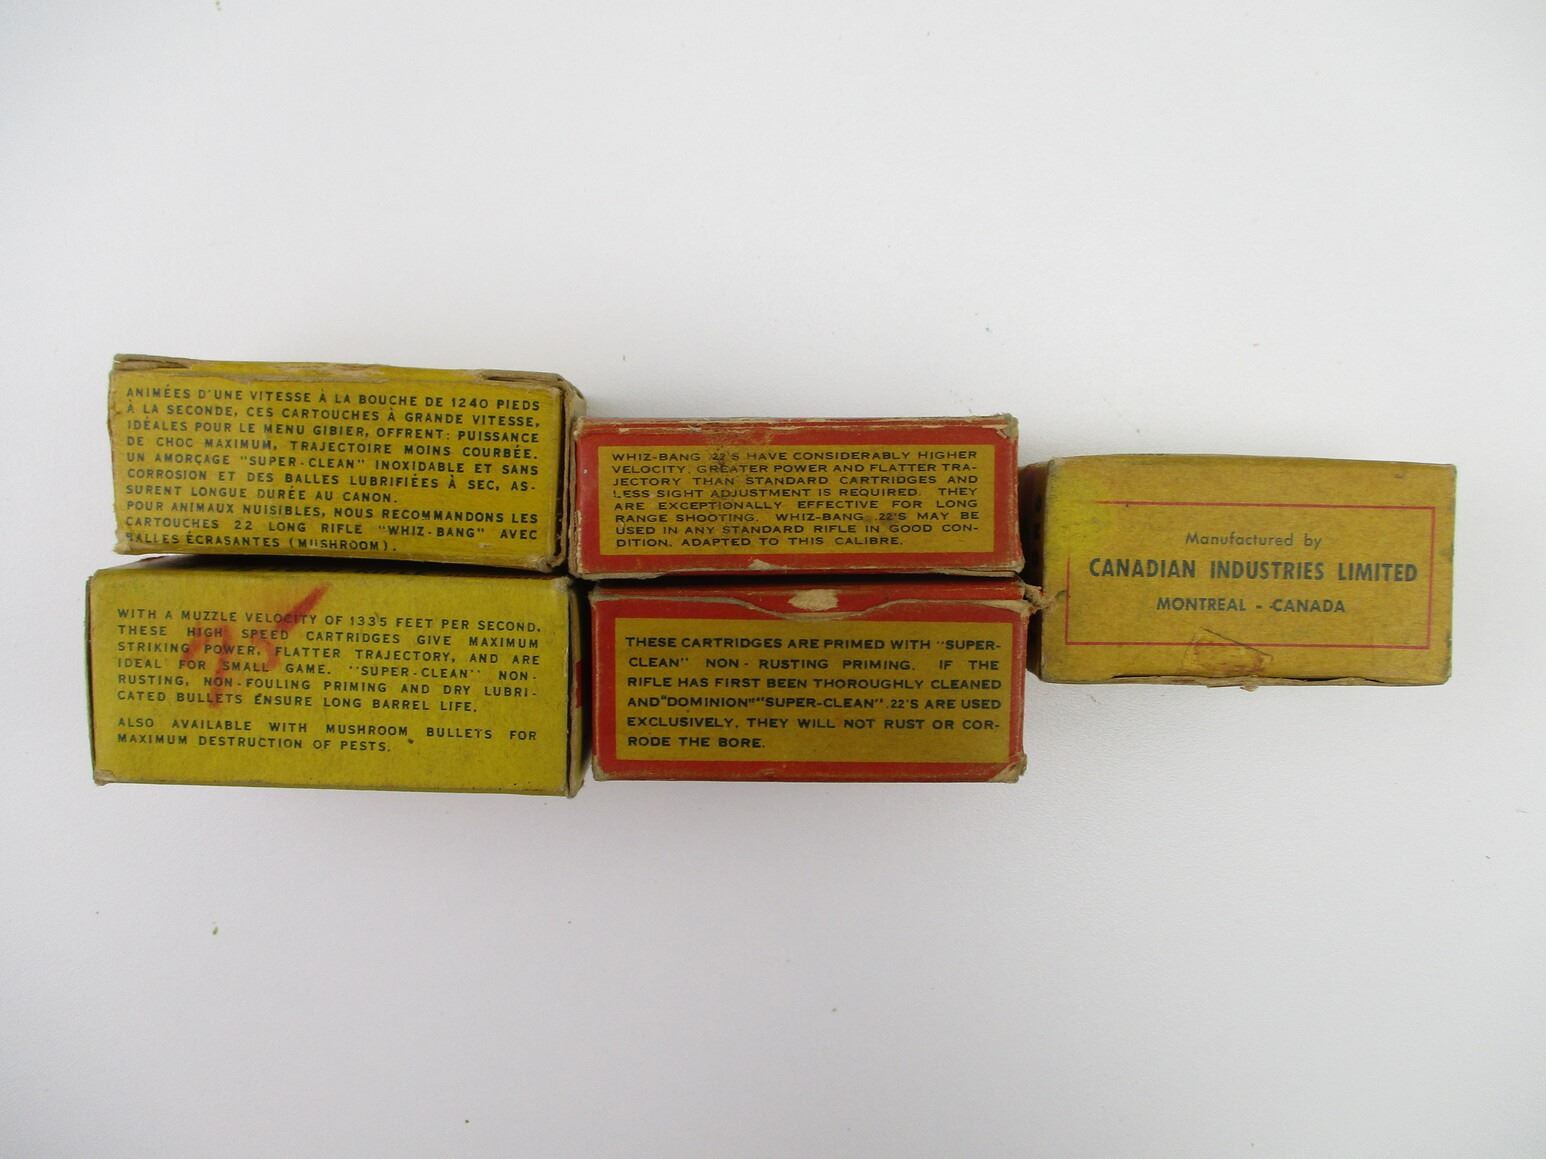 ANIMÉES D'UNE VITESSE À LA BOUCHE DE 1240 PIEDS
À LA SECONDE, CES CARTOUCHES À GRANDE VITESSE,
IDÉALES POUR LE MENU GIBIER, OFFRENT: PUISSANCE
DE CHOC MAXIMUM, TRAJECTOIRE MOINS COURBÉE.
UN AMORÇAGE "SUPER-CLEAN" INOXIDABLE ET SANS
CORROSION ET DES BALLES LUBRIFIÉES À SEC, AS-
SURENT LONGUE DURÉE AU CANON.
POUR ANIMAUX NUISIBLES, NOUS RECOMMANDONS LES
CARTOUCHES 22 LONG RIFLE "WHIZ-BANG" AVEC
BALLES ÉCRASANTES (MUSHROOM).
WITH A MUZZLE VELOCITY OF 1335 FEET PER SECOND,
THESE HIGH SPEED CARTRIDGES GIVE MAXIMUM
STRIKING POWER, FLATTER TRAJECTORY, AND ARE
IDEAL FOR SMALL GAME. "SUPER-CLEAN" NON-
RUSTING, NON-FOULING PRIMING AND DRY LUBRI-
CATED BULLETS ENSURE LONG BARREL LIFE.
ALSO AVAILABLE WITH MUSHROOM BULLETS FOR
MAXIMUM DESTRUCTION OF PESTS.
WHIZ-BANG .22'S HAVE CONSIDERABLY HIGHER
VELOCITY, GREATER POWER AND FLATTER TRA-
JECTORY THAN STANDARD CARTRIDGES AND
LESS SIGHT ADJUSTMENT IS REQUIRED. THEY
ARE EXCEPTIONALLY EFFECTIVE FOR LONG
RANGE SHOOTING. WHIZ-BANG .22'S MAY BE
USED IN ANY STANDARD RIFLE IN GOOD CON-
DITION, ADAPTED TO THIS CALIBRE.
THESE CARTRIDGES ARE PRIMED WITH "SUPER-
CLEAN" NON-RUSTING PRIMING. IF THE
RIFLE HAS FIRST BEEN THOROUGHLY CLEANED
AND "DOMINION" "SUPER-CLEAN" .22'S ARE USED
EXCLUSIVELY, THEY WILL NOT RUST OR COR-
RODE THE BORE.
Manufactured by
CANADIAN INDUSTRIES LIMITED
MONTREAL - CANADA